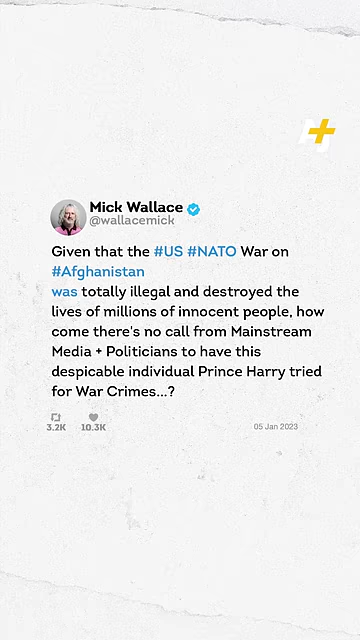 Mick Wallace
@wallacemick
Given that the #US #NATO War on
#Afghanistan
was totally illegal and destroyed the
lives of millions of innocent people, how
come there's no call from Mainstream
Media + Politicians to have this
despicable individual Prince Harry tried
for War Crimes...?
3.2K 10.3K 05 Jan 2023